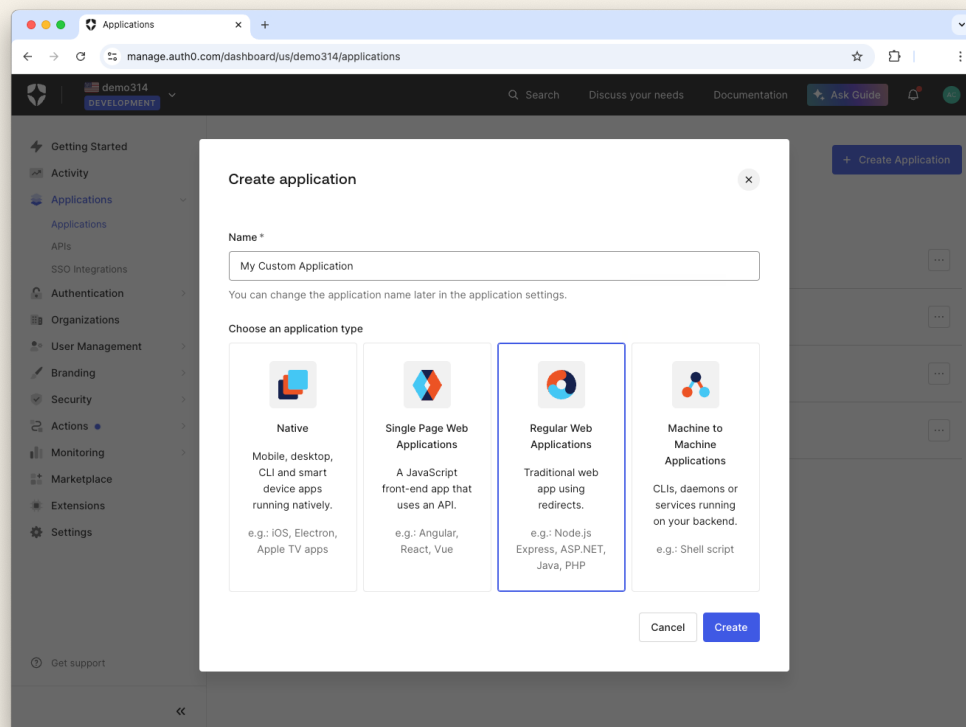 Applications
manage.auth0.com/dashboard/us/demo314/applications
demo314
DEVELOPMENT
Search
Discuss your needs
Documentation
Ask Guide
Getting Started
Activity
Applications
Applications
APIs
SSO Integrations
Authentication
Organizations
User Management
Branding
Security
Actions
Monitoring
Marketplace
Extensions
Settings
Get support
+ Create Application
Create application
Name *
My Custom Application
You can change the application name later in the application settings.
Choose an application type
Native
Mobile, desktop,
CLI and smart
device apps
running natively.
e.g.: iOS, Electron,
Apple TV apps
Single Page Web
Applications
A JavaScript
front-end app that
uses an API.
e.g.: Angular,
React, Vue
Regular Web
Applications
Traditional web
app using
redirects.
e.g.: Node.js
Express, ASP.NET,
Java, PHP
Machine to
Machine
Applications
CLIs, daemons or
services running
on your backend.
e.g.: Shell script
Cancel
Create